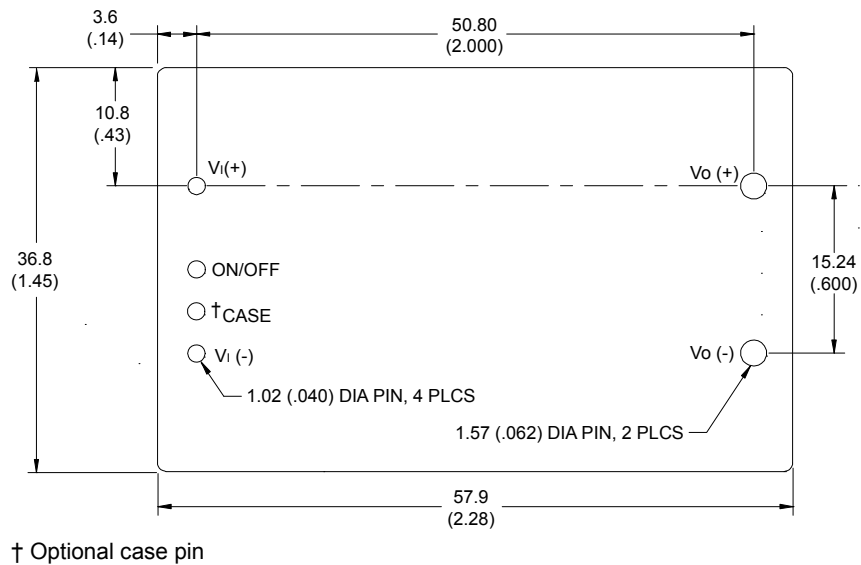 3.6
(.14)
50.80
(2.000)
10.8
(.43)
VI(+)
Vo (+)
36.8
(1.45)
ON/OFF
15.24
(.600)
†CASE
VI (-)
Vo (-)
1.02 (.040) DIA PIN, 4 PLCS
1.57 (.062) DIA PIN, 2 PLCS
57.9
(2.28)
† Optional case pin